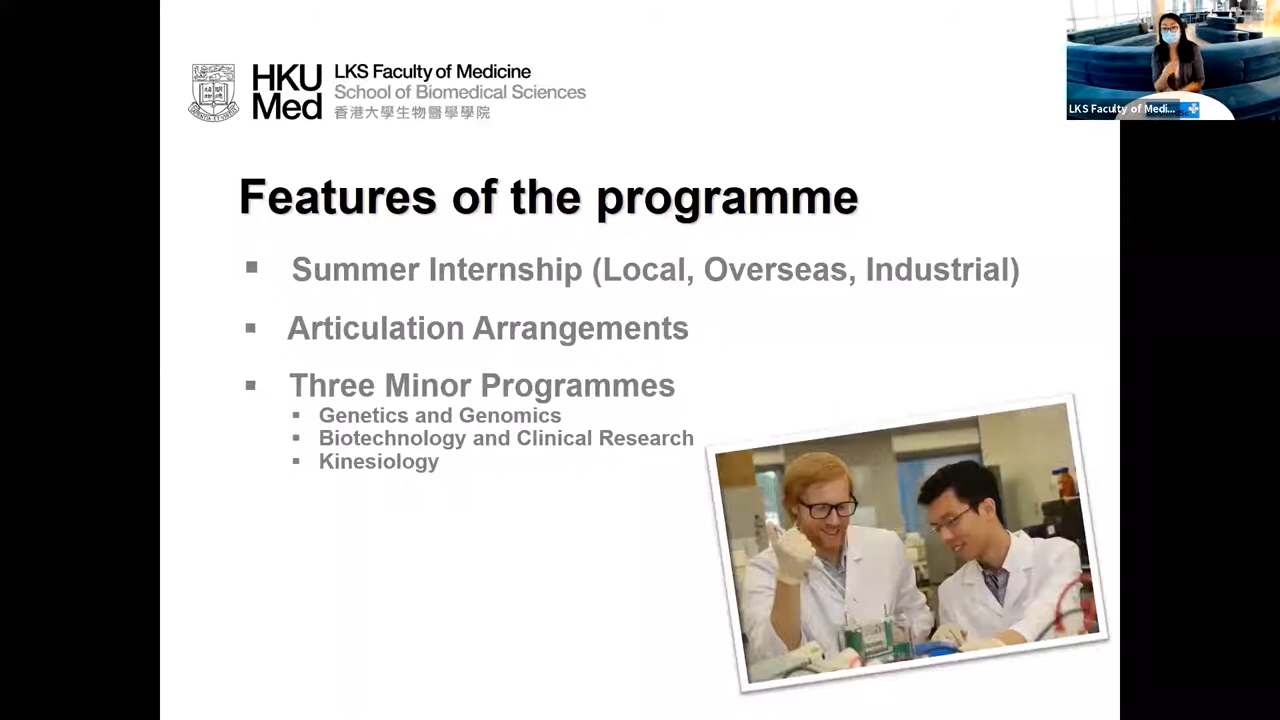 HKU
Med
LKS Faculty of Medicine
School of Biomedical Sciences
香港大學生物醫學學院
LKS Faculty of Medi...
Features of the programme
Summer Internship (Local, Overseas, Industrial)
Articulation Arrangements
Three Minor Programmes
Genetics and Genomics
Biotechnology and Clinical Research
Kinesiology